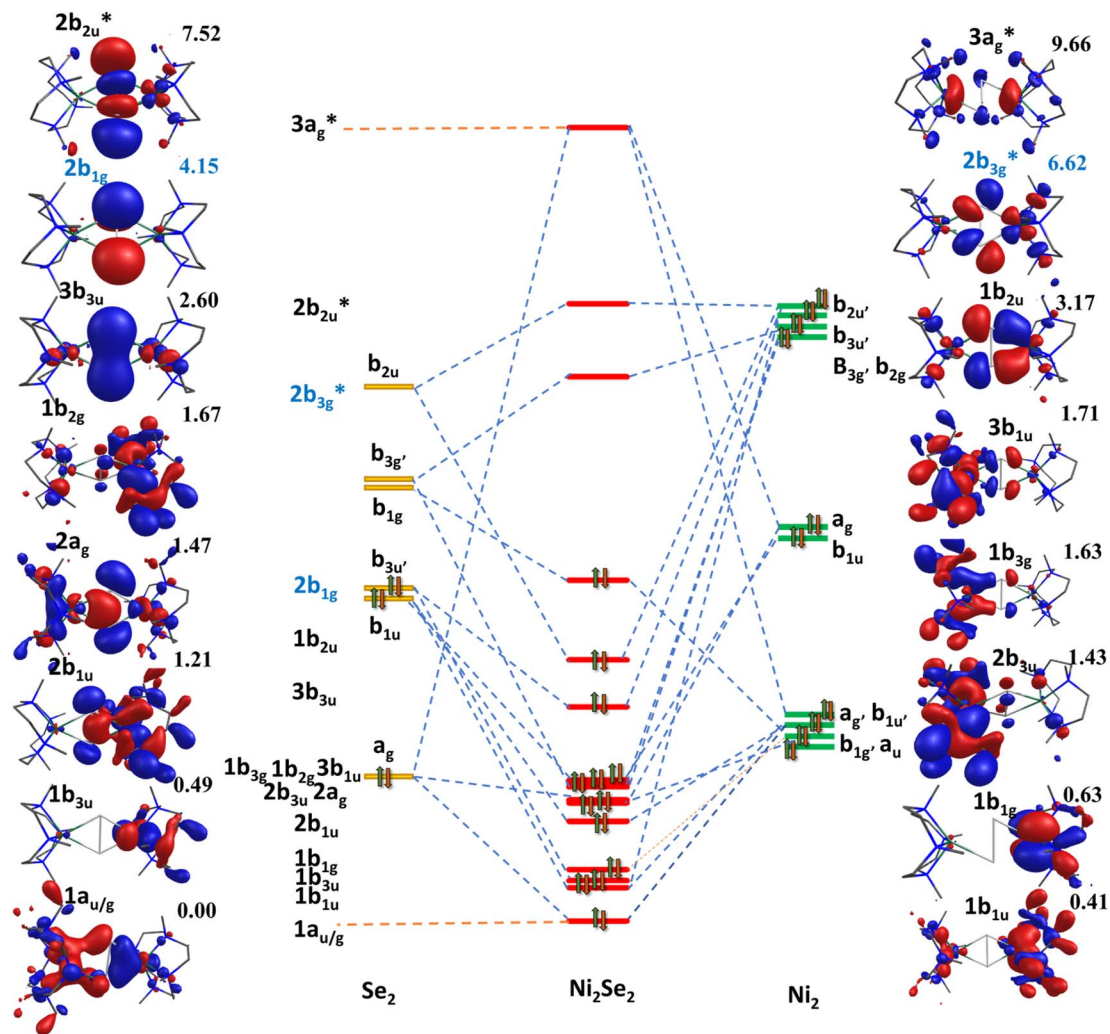 2b2u*
7.52
2b1g
4.15
3b3u
2.60
1b2g
1.67
2ag
1.47
2b1u
1.21
1b3u
0.49
1au/g
0.00
3ag*
2b2u*
2b3g*
2b1g
1b2u
3b3u
1b3g 1b2g 3b1u
2b3u 2ag
2b1u
1b1g
1b3u
1b1u
1au/g
b2u
b3g'
b1g
b3u'
b1u
ag
b2u'
b3u'
B3g' b2g
ag
b1u
ag' b1u'
b1g' au
Se2
Ni2Se2
Ni2
3ag*
9.66
2b3g*
6.62
1b2u
3.17
3b1u
1.71
1b3g
1.63
2b3u
1.43
1b1g
0.63
1b1u
0.41